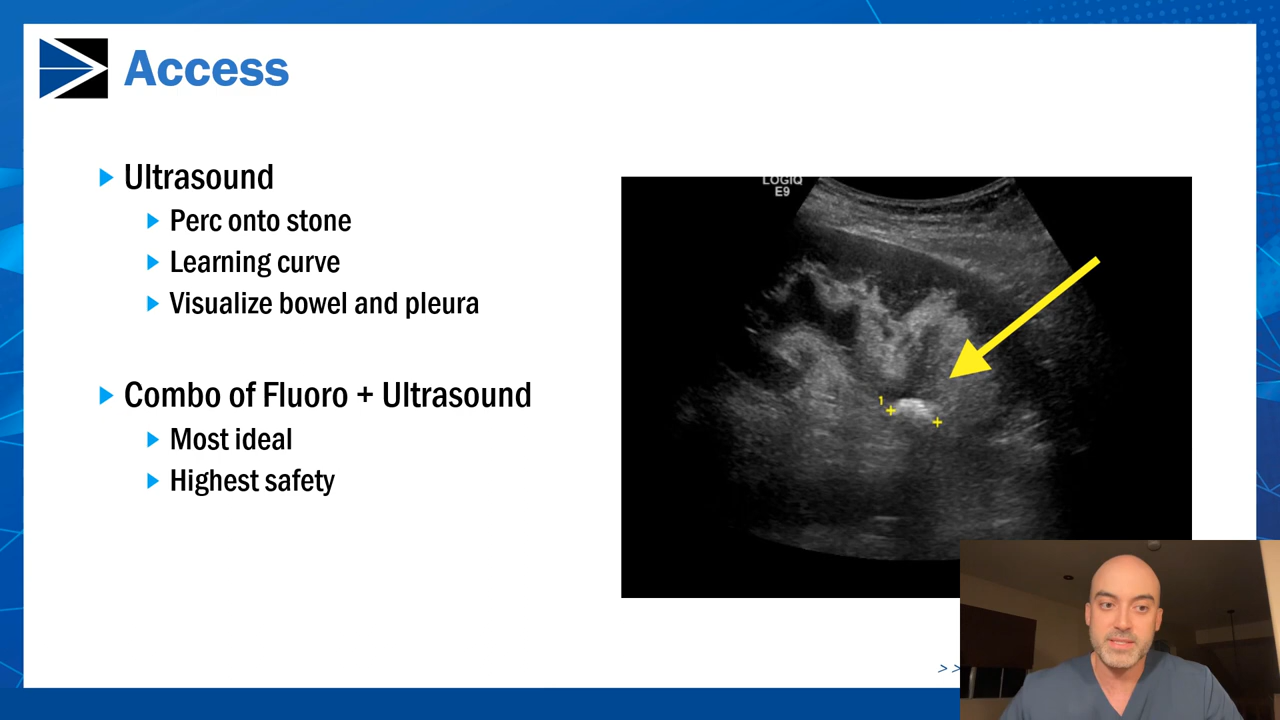 Access
Ultrasound
Perc onto stone
Learning curve
Visualize bowel and pleura
Combo of Fluoro + Ultrasound
Most ideal
Highest safety
LOGIQ
E9
1
>>